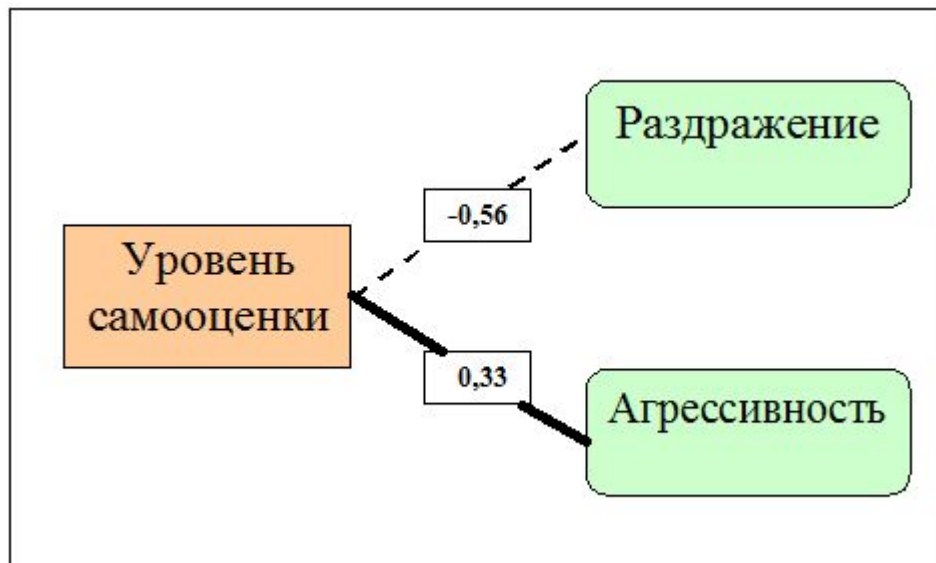 Раздражение
-0,56
Уровень
самооценки
0,33
Агрессивность